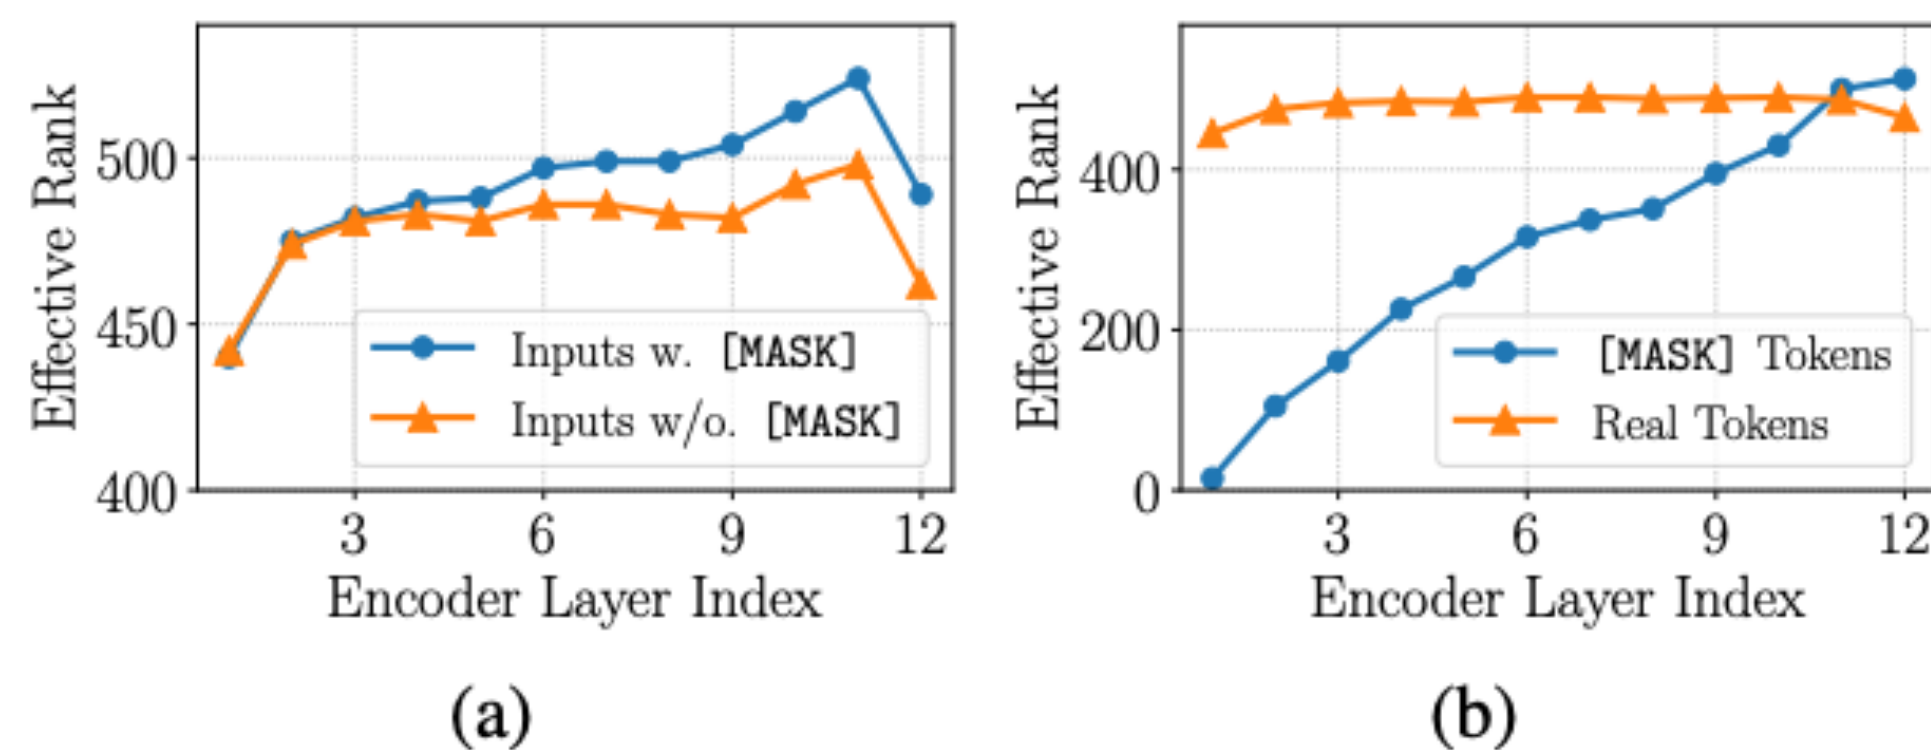 Effective Rank
500
450
400
3 6 9 12
Encoder Layer Index
Inputs w. [MASK]
Inputs w/o. [MASK]
(a)
Effective Rank
400
200
0
3 6 9 12
Encoder Layer Index
[MASK] Tokens
Real Tokens
(b)